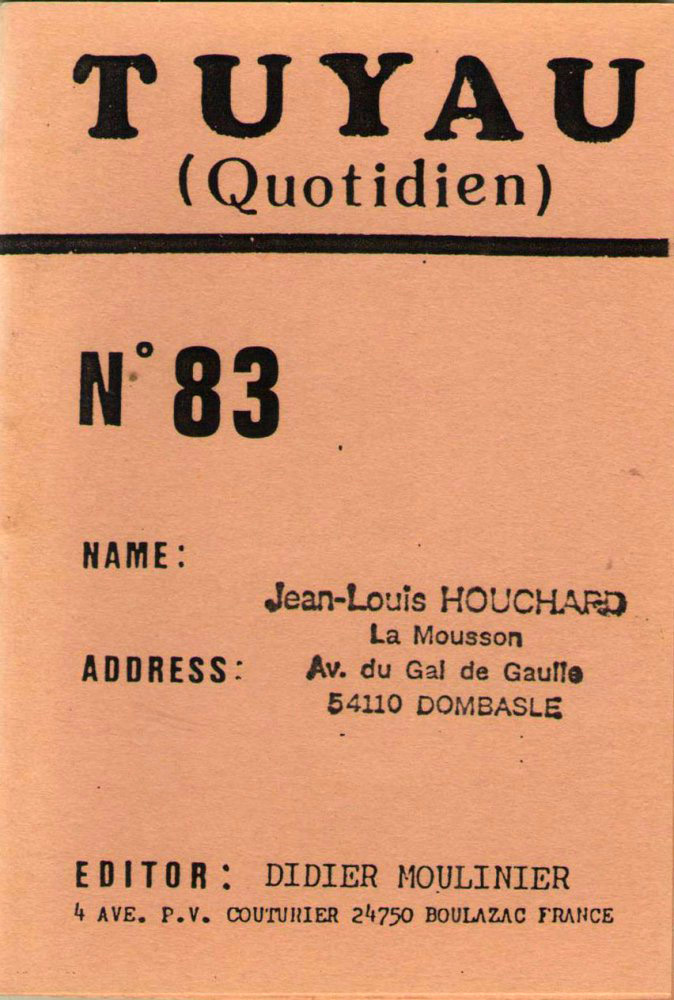 TUYAU
(Quotidien)
N° 83
NAME:
Jean-Louis HOUCHARD
La Mousson
ADDRESS: Av. du Gal de Gaulle
54110 DOMBASLE
EDITOR: DIDIER MOULINIER
4 AVE. P.V. COUTURIER 24750 BOULAZAC FRANCE